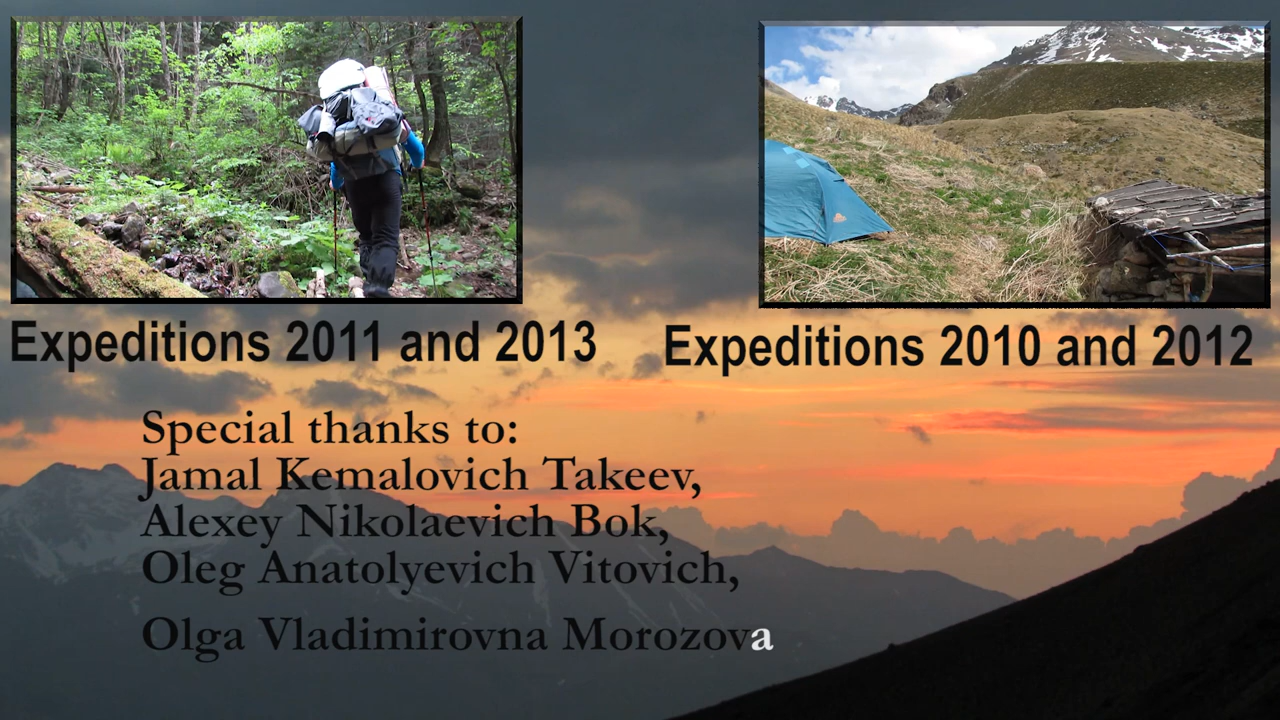 Expeditions 2011 and 2013
Expeditions 2010 and 2012
Special thanks to:
Jamal Kemalovich Takeev,
Alexey Nikolaevich Bok,
Oleg Anatolyevich Vitovich,
Olga Vladimirovna Morozova